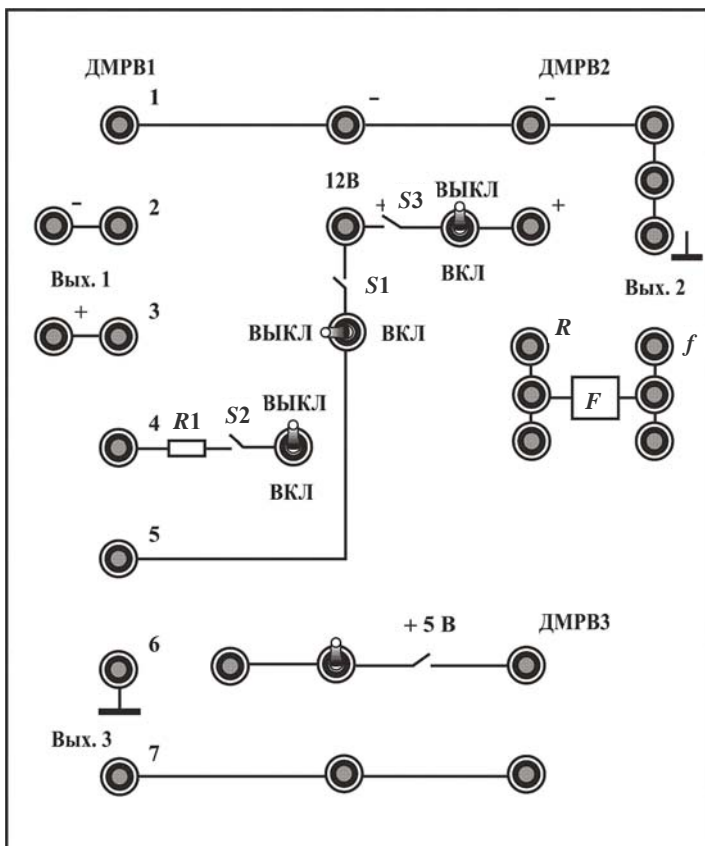 ДМРВ1
ДМРВ2
1
–
–
12В
ВЫКЛ
–
2
+
S3
+
ВКЛ
Вых. 1
S1
Вых. 2
+
3
ВЫКЛ
ВКЛ
R
f
F
4
R1
S2
ВЫКЛ
ВКЛ
5
6
+ 5 В
ДМРВ3
Вых. 3
7